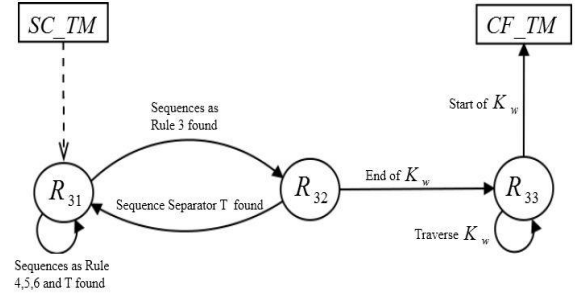 SC_TM
CF_TM
Sequences as
Rule 3 found
Start of K_w
R_31
Sequence Separator T found
R_32
End of K_w
R_33
Traverse K_w
Sequences as Rule
4,5,6 and T found